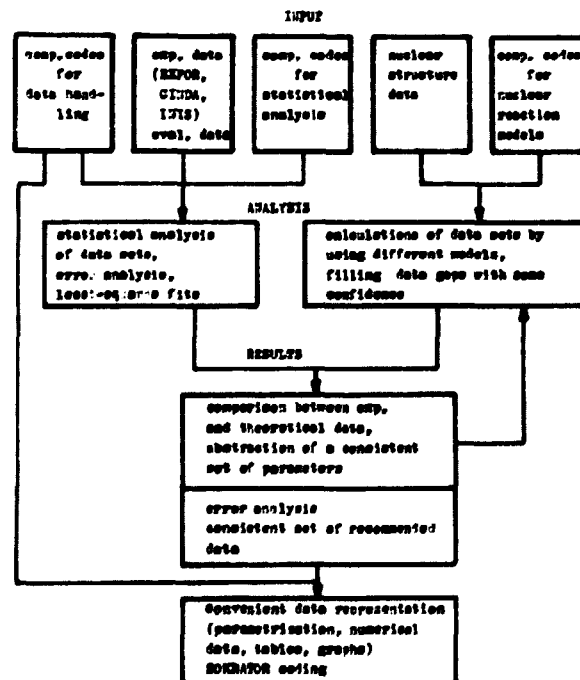 INPUT
comp. codes
for
data hand-
ling
exp. data
(EXFOR,
CINDA,
INIS)
eval. data
comp. codes
for
statistical
analysis
nuclear
structure
data
comp. codes
for
nuclear
reaction
models
ANALYSIS
statistical analysis
of data sets,
error analysis,
least-square fits
calculations of data sets by
using different models,
filling data gaps with some
confidence
RESULTS
comparison between exp.
and theoretical data,
abstraction of a consistent
set of parameters
error analysis
consistent set of recommended
data
Convenient data representation
(parametrisation, numerical
data, tables, graphs)
SOKRATOR coding